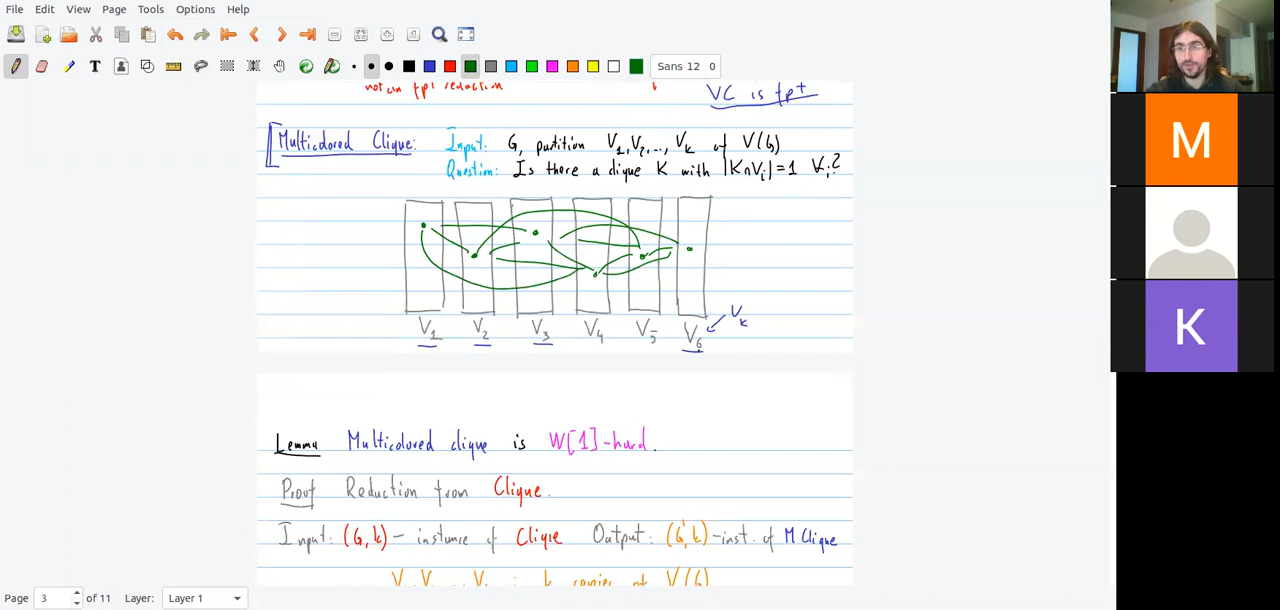 File Edit View Page Tools Options Help
Sans 12 0
not an fpt reduction
VC is fpt
Multicolored Clique: Input: G, partition V1, V2, ..., Vk of V(G)
Question: Is there a clique K with |K∩Vi|=1 ∀i?
V1 V2 V3 V4 V5 V6 Vk
Lemma Multicolored clique is W[1]-hard.
Proof Reduction from Clique.
Input: (G, k) - instance of Clique Output: (G', k) -inst. of M Clique
k copies of V(G)
Page 3 of 11 Layer: Layer 1
M
K